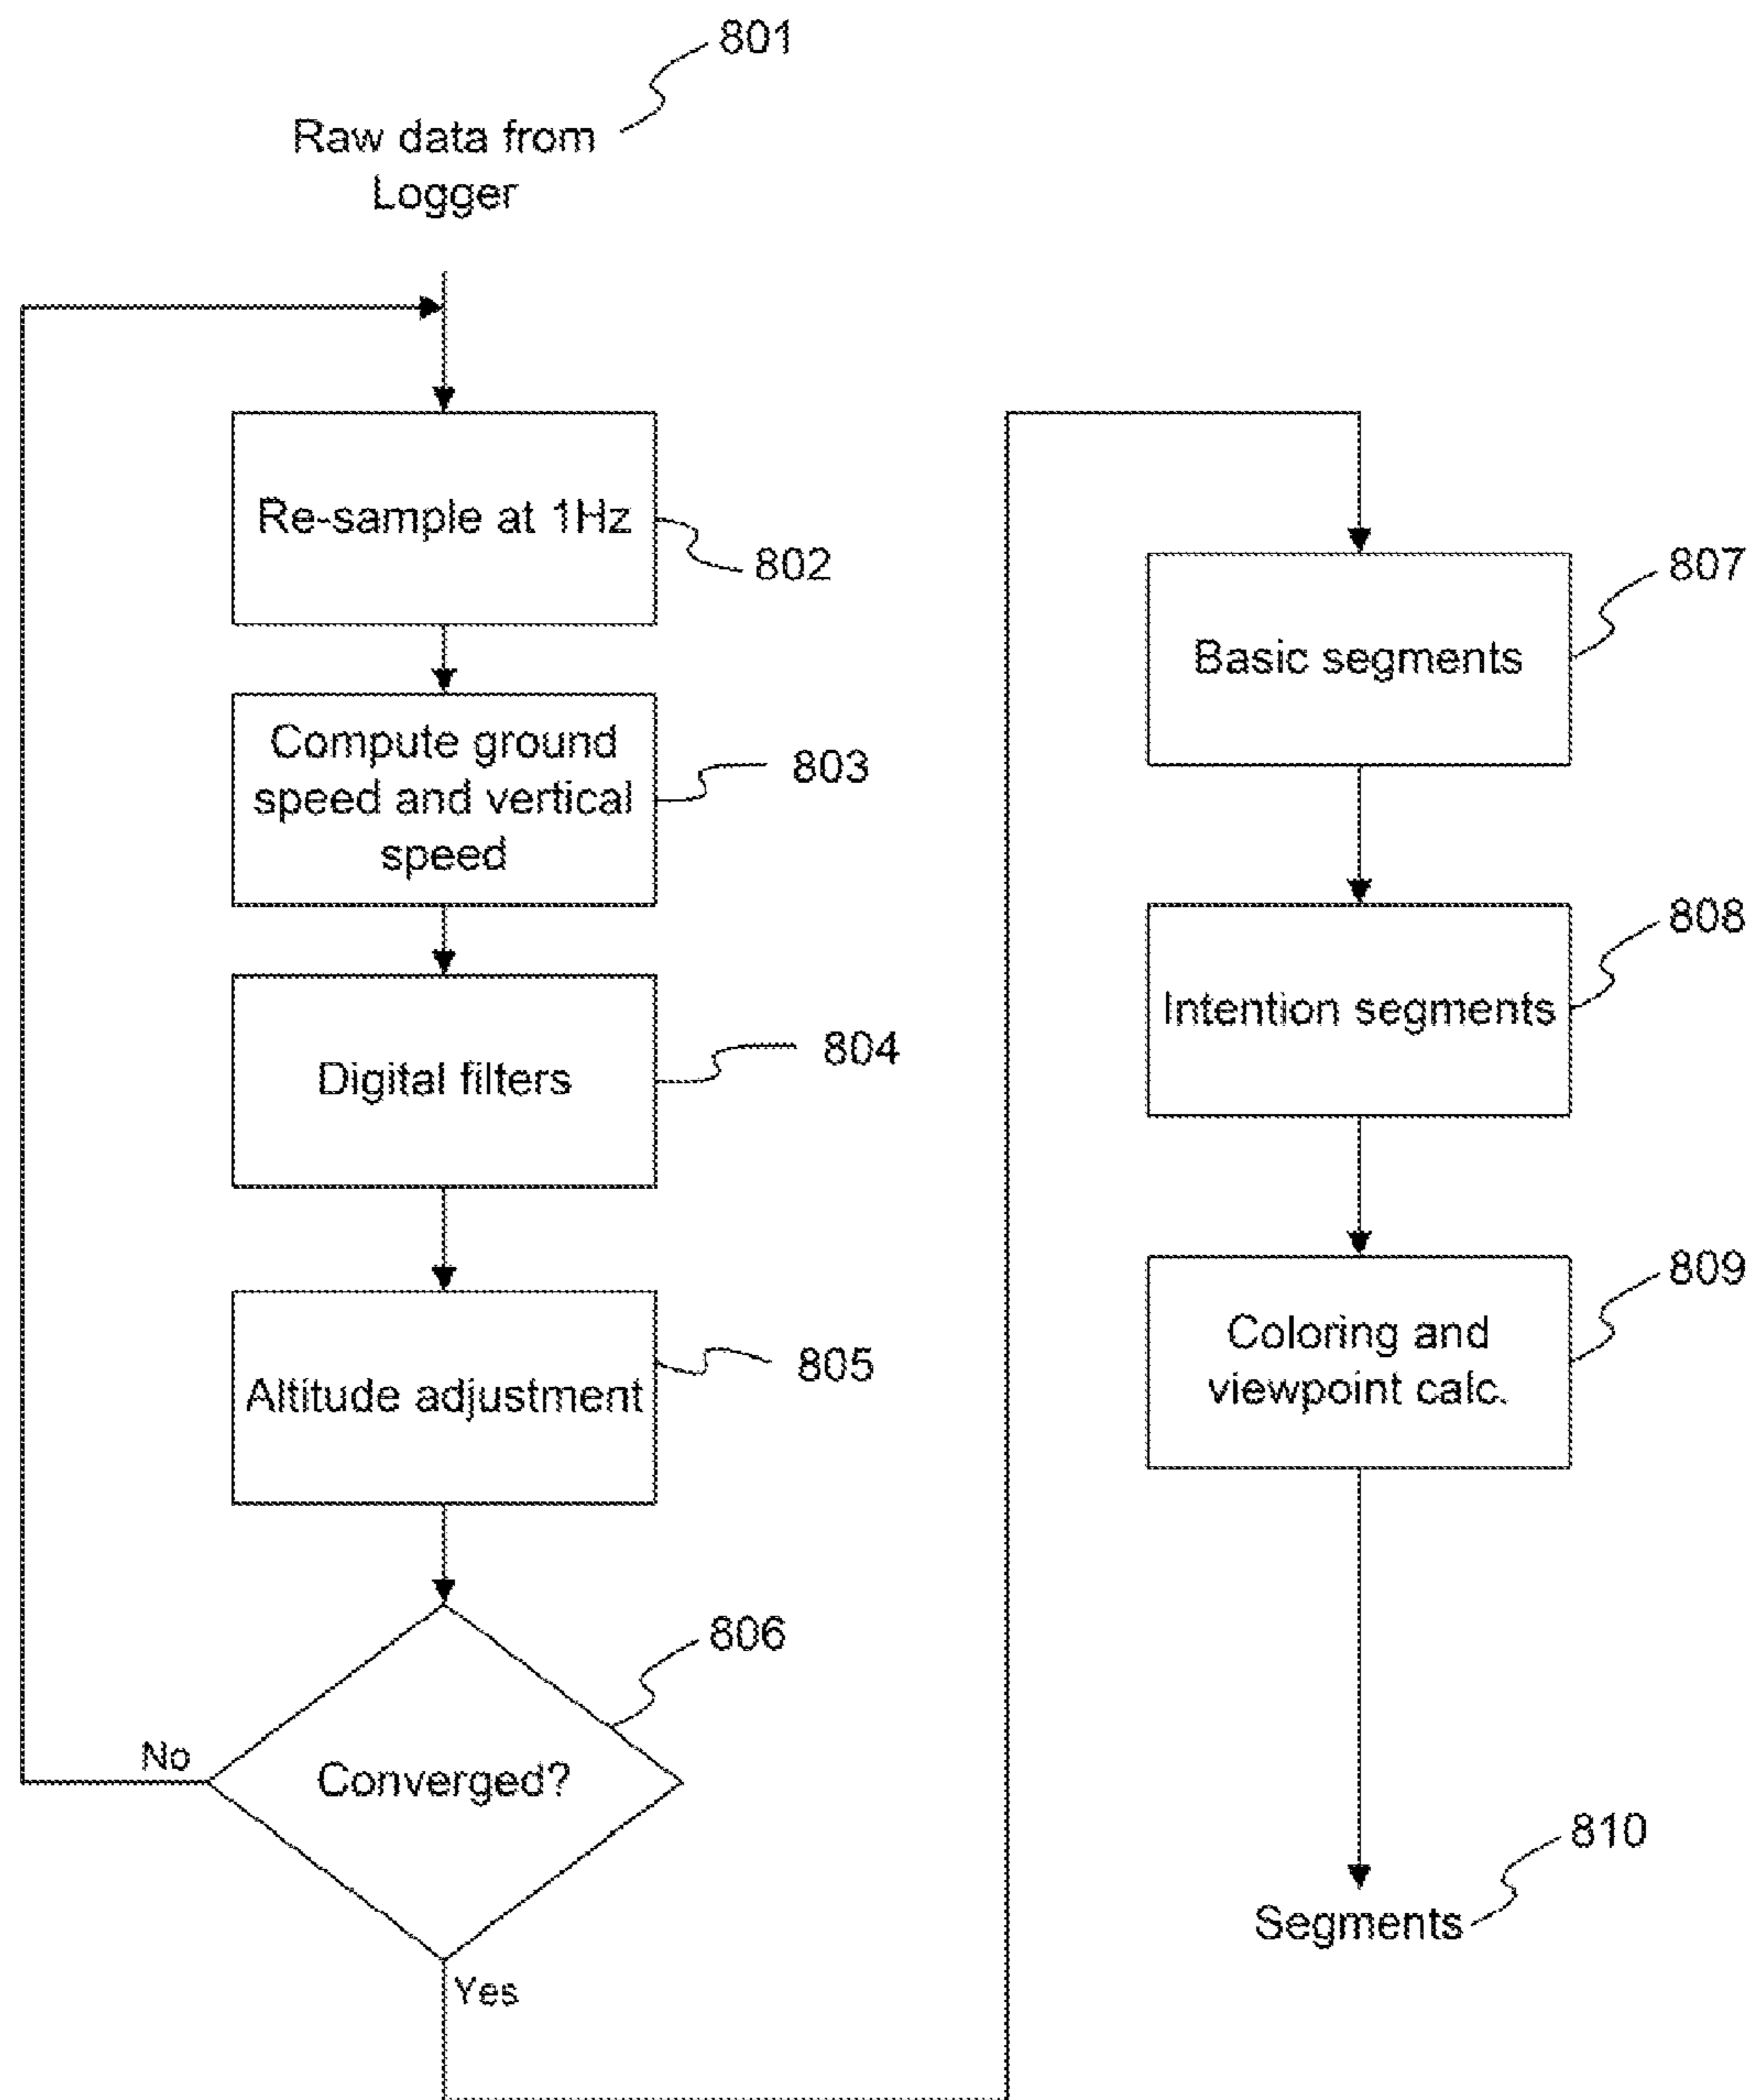 801
Raw data from
Logger
Re-sample at 1Hz
802
Compute ground
speed and vertical
speed
803
Digital filters
804
Altitude adjustment
805
806
Converged?
No
Yes
807
Basic segments
808
Intention segments
809
Coloring and
viewpoint calc.
810
Segments